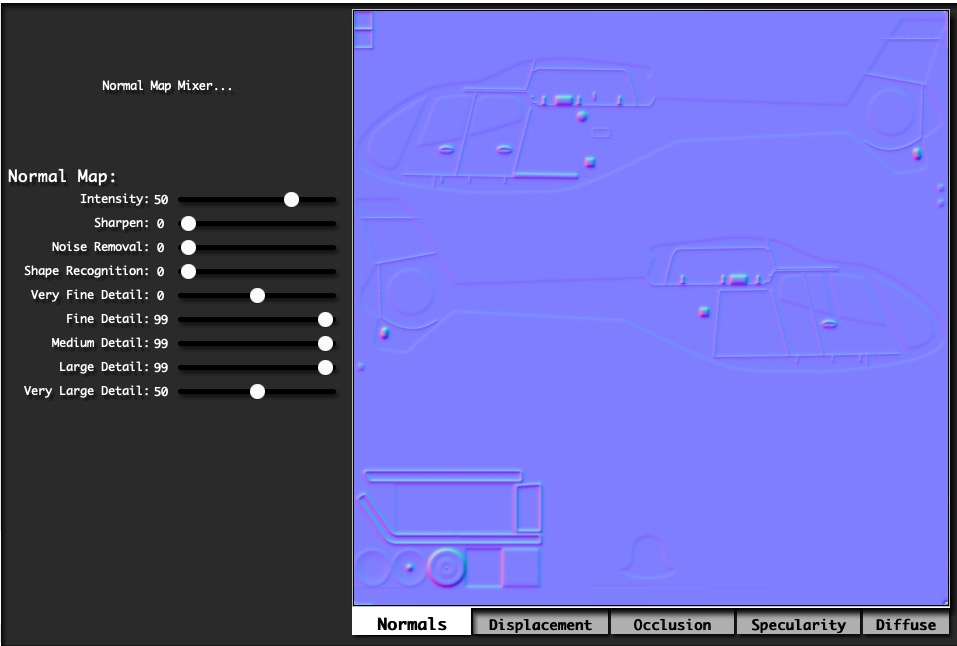 Normal Map Mixer...
Normal Map:
Intensity: 50
Sharpen: 0
Noise Removal: 0
Shape Recognition: 0
Very Fine Detail: 0
Fine Detail: 99
Medium Detail: 99
Large Detail: 99
Very Large Detail: 50
Normals Displacement Occlusion Specularity Diffuse